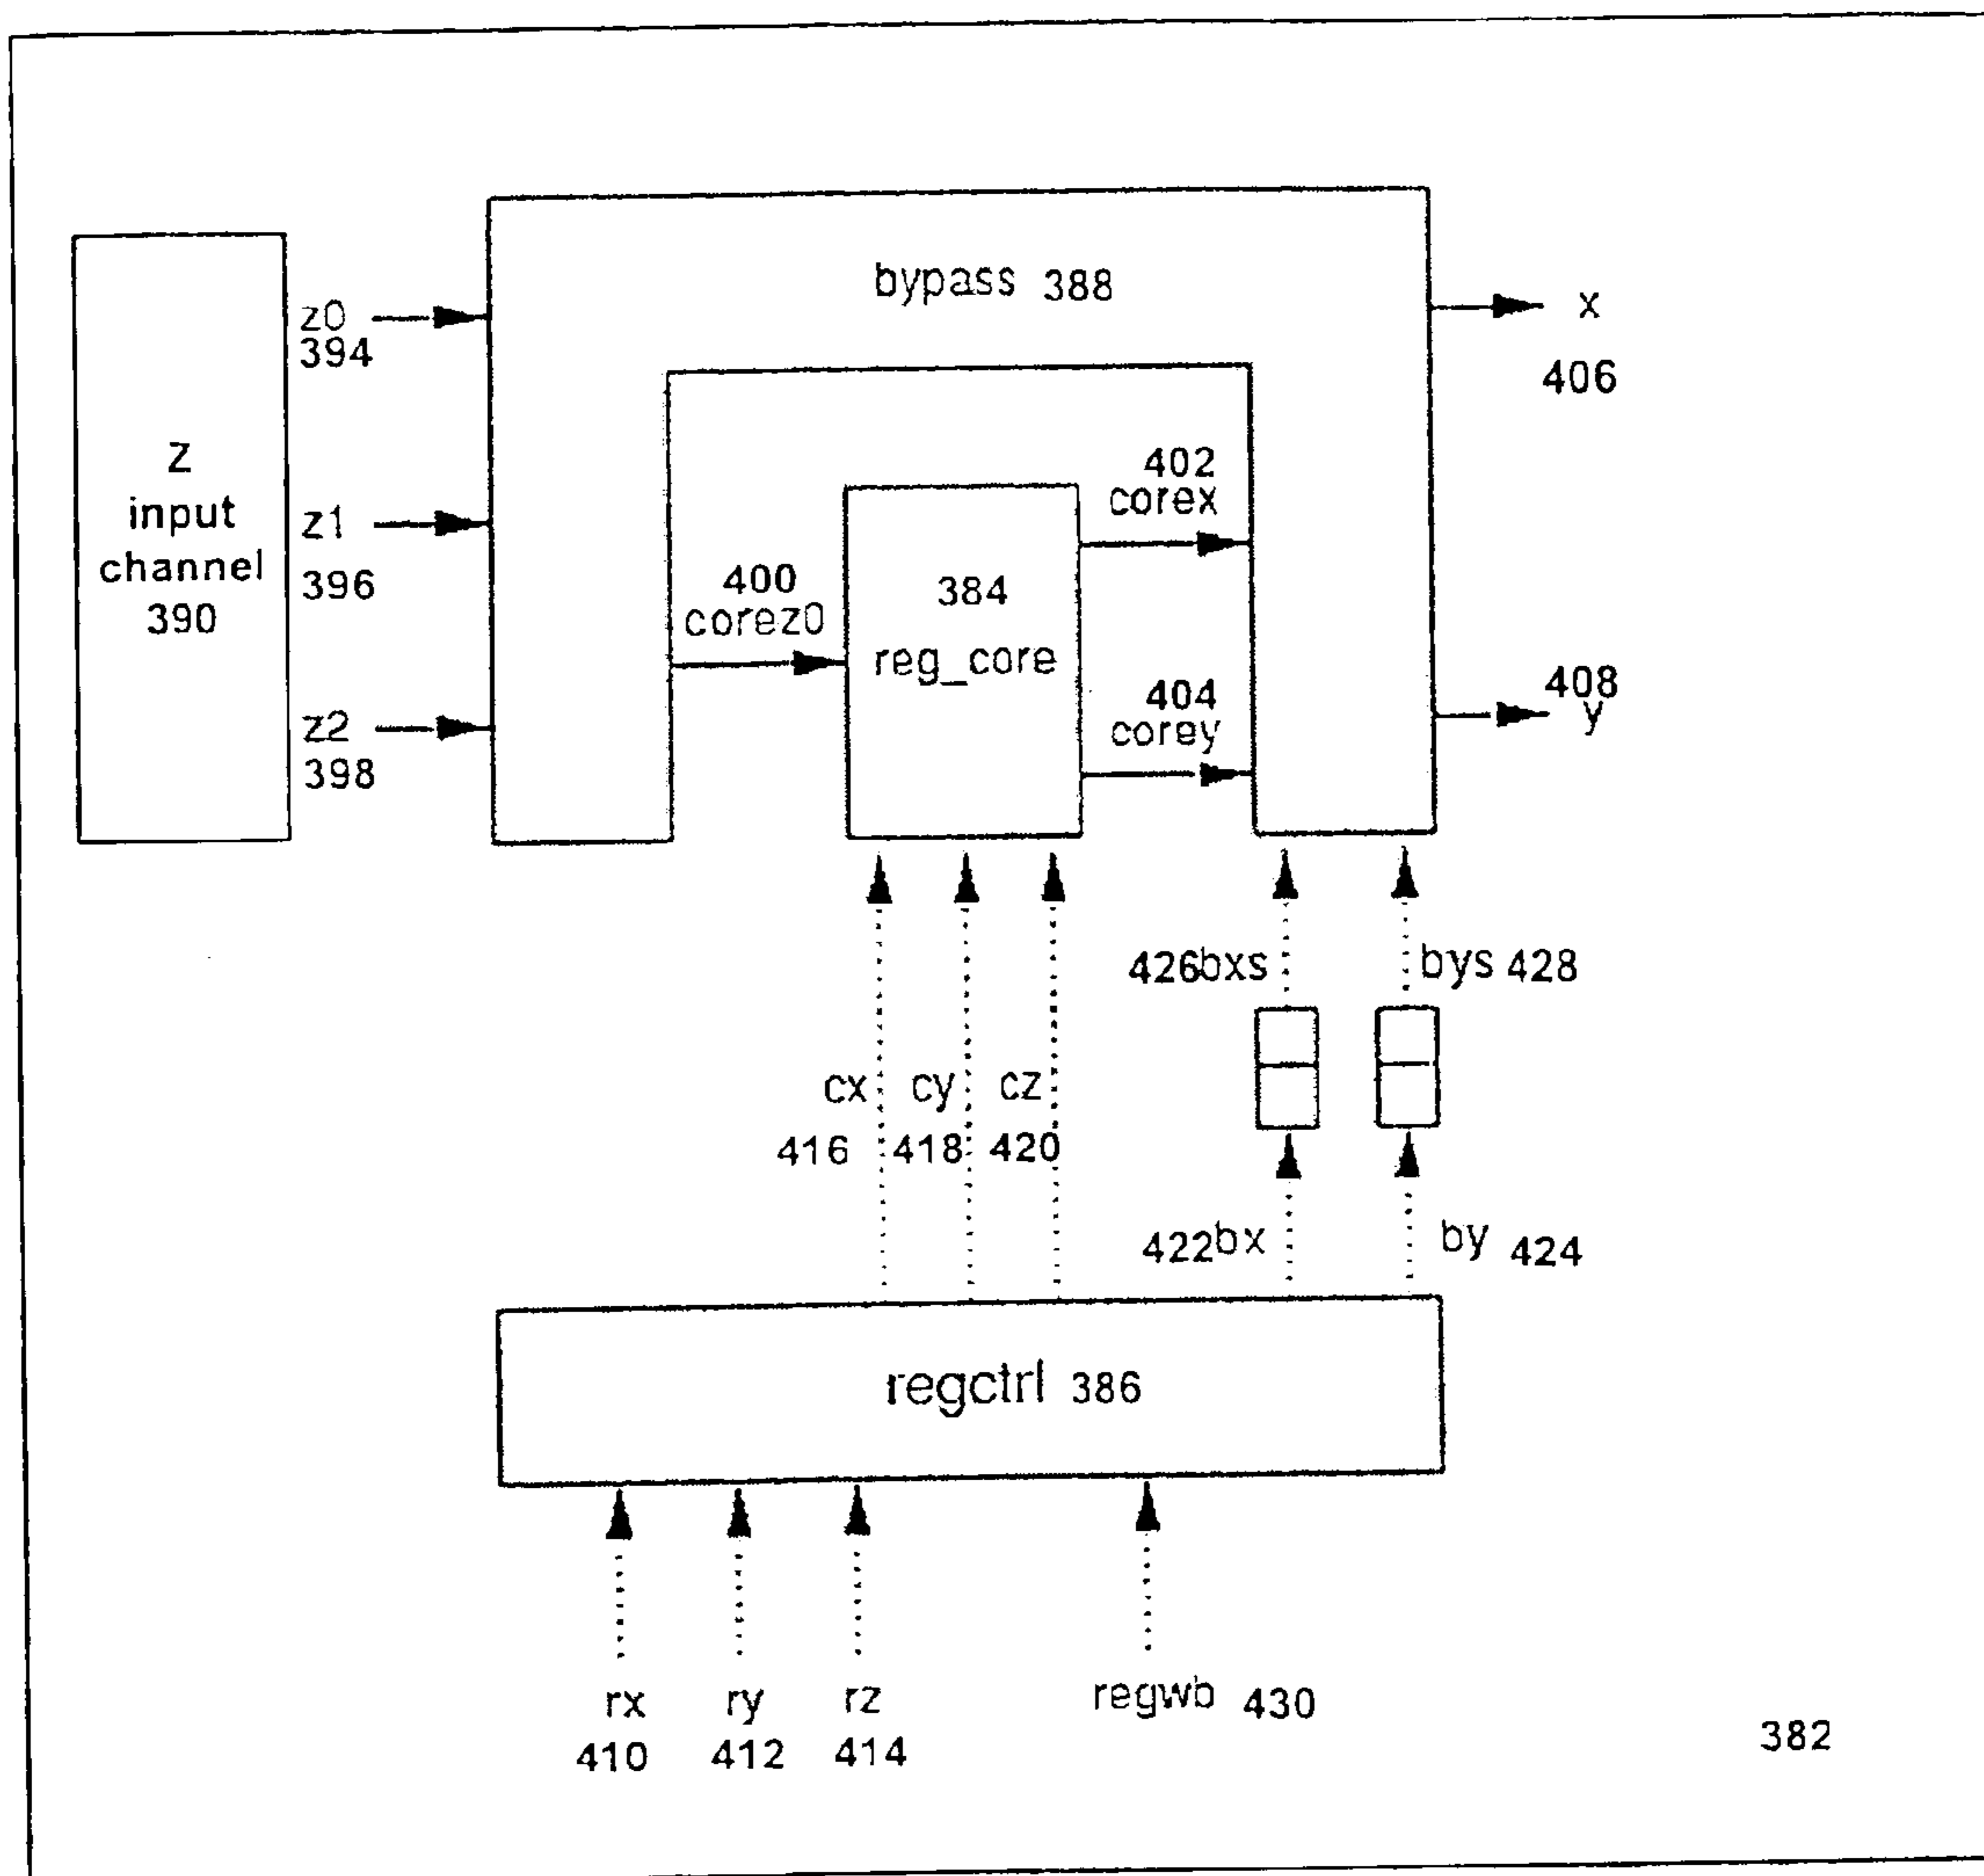 bypass 388
z0
394
x
406
Z
input
channel
390
z1
396
402
corex
400
corez0
384
reg_core
z2
398
404
corey
408
y
426bxs
bys 428
cx
cy
cz
416
418
420
422bx
by 424
regctrl 386
rx
ry
rz
regwb 430
410
412
414
382